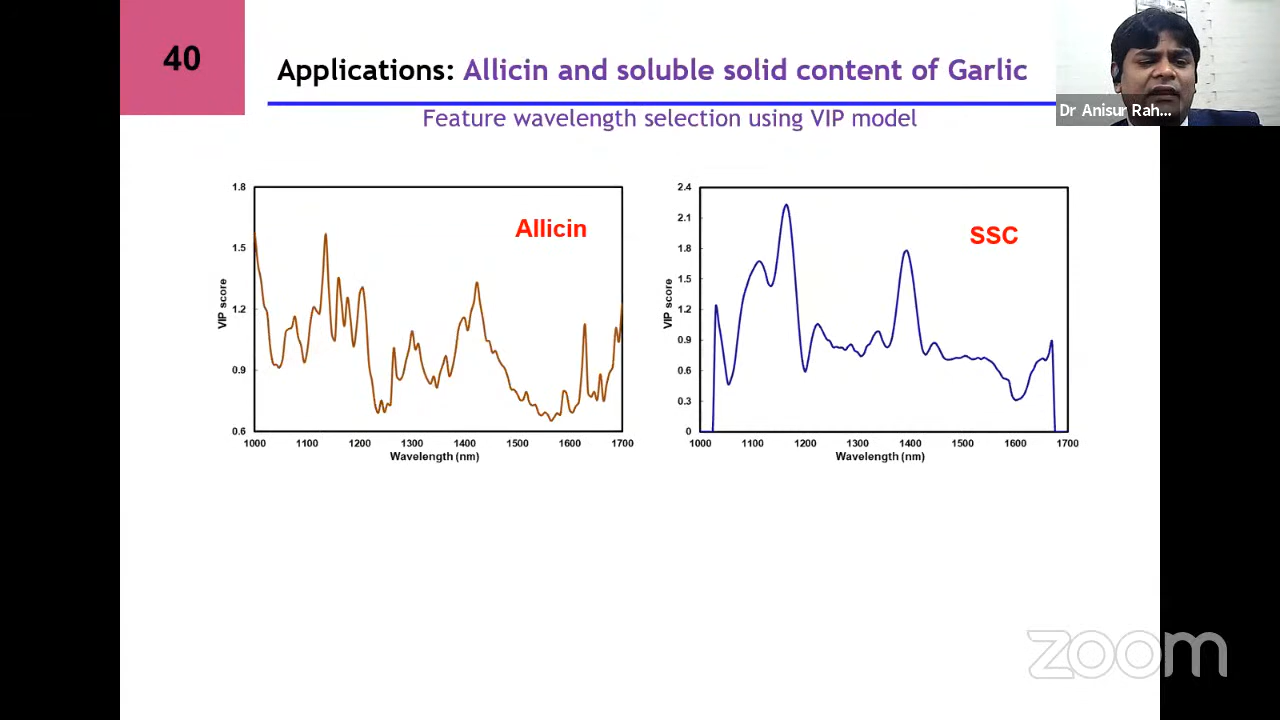 40
Applications: Allicin and soluble solid content of Garlic
Feature wavelength selection using VIP model
Dr Anisur Rah...
1.8
1.5
1.2
0.9
0.6
VIP score
Allicin
1000 1100 1200 1300 1400 1500 1600 1700
Wavelength (nm)
2.4
2.1
1.8
1.5
1.2
0.9
0.6
0.3
0
VIP score
SSC
1000 1100 1200 1300 1400 1500 1600 1700
Wavelength (nm)
zoom